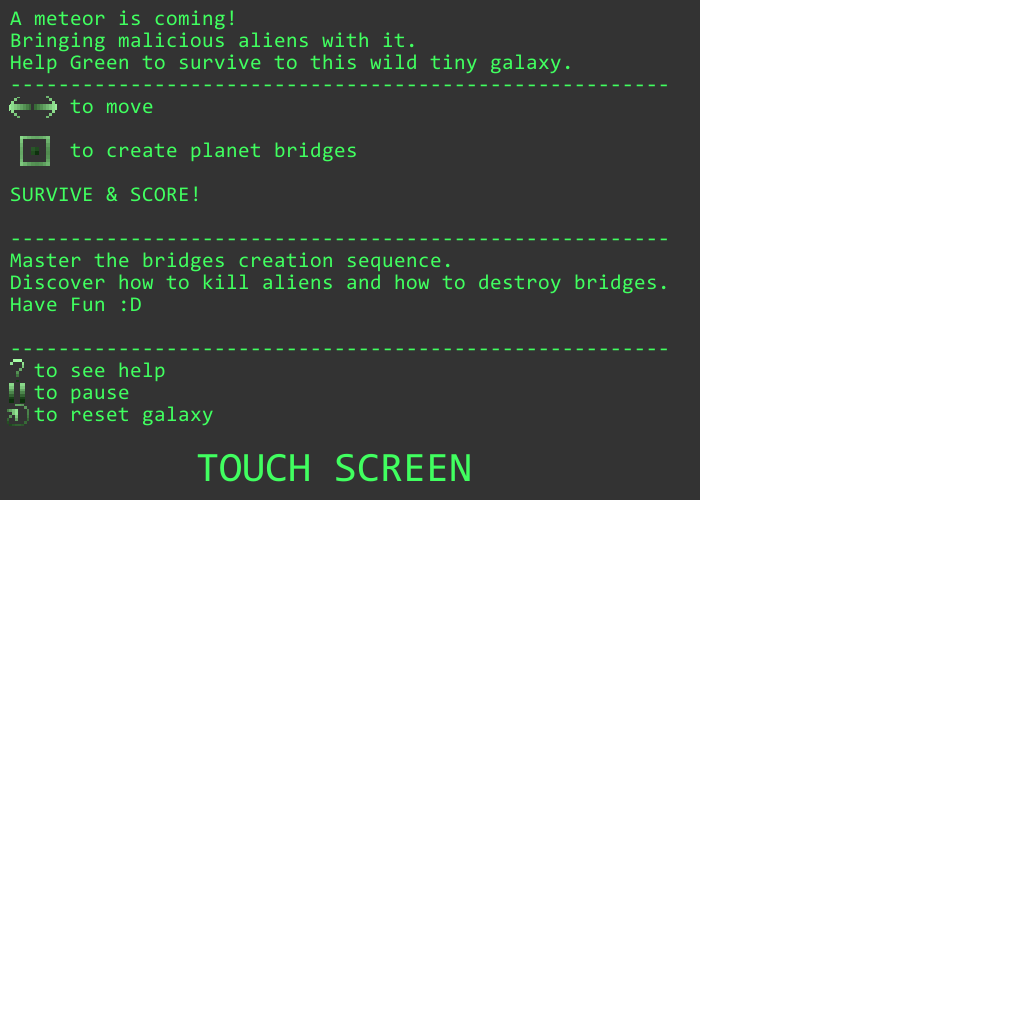 A meteor is coming!
Bringing malicious aliens with it.
Help Green to survive to this wild tiny galaxy.
-------------------------------------------------------
to move
to create planet bridges
SURVIVE & SCORE!
-------------------------------------------------------
Master the bridges creation sequence.
Discover how to kill aliens and how to destroy bridges.
Have Fun :D
-------------------------------------------------------
? to see help
to pause
to reset galaxy
TOUCH SCREEN